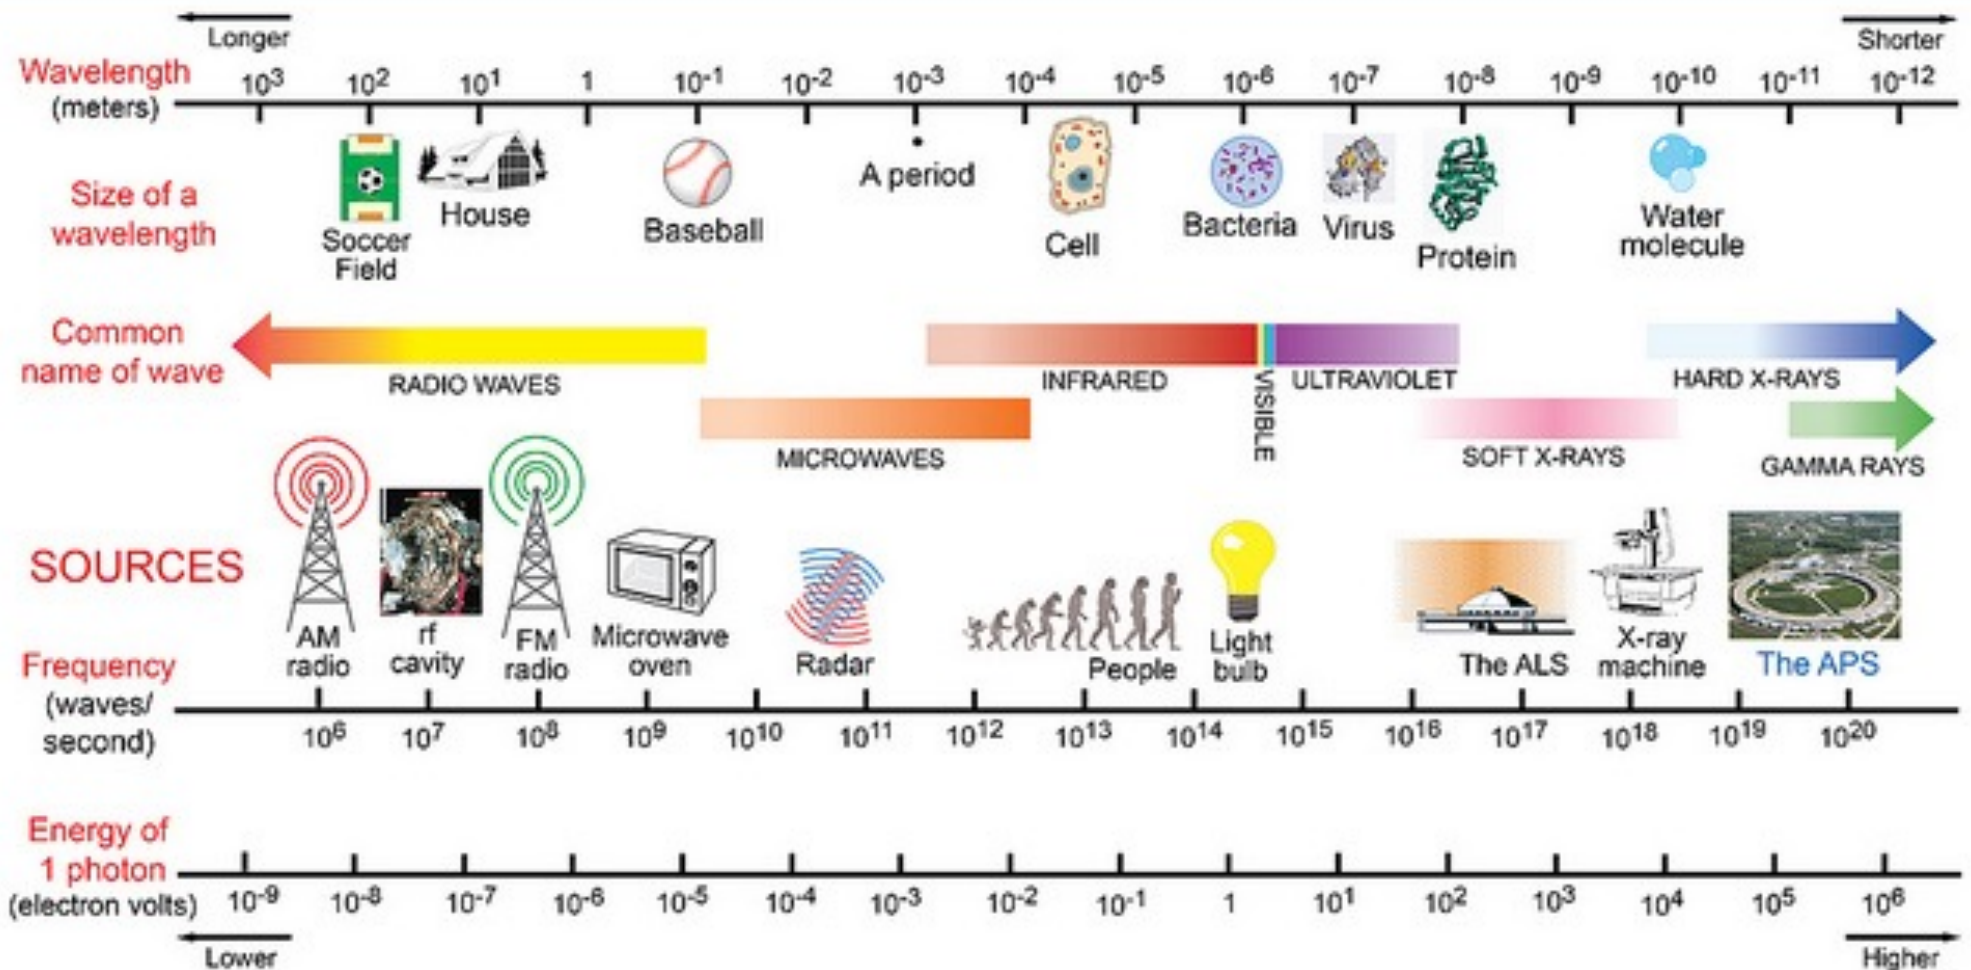 Longer
Shorter
Wavelength
(meters)
10³ 10² 10¹ 1 10⁻¹ 10⁻² 10⁻³ 10⁻⁴ 10⁻⁵ 10⁻⁶ 10⁻⁷ 10⁻⁸ 10⁻⁹ 10⁻¹⁰ 10⁻¹¹ 10⁻¹²
Size of a
wavelength
Soccer
Field
House
Baseball
A period
Cell
Bacteria
Virus
Protein
Water
molecule
Common
name of wave
RADIO WAVES
MICROWAVES
INFRARED
VISIBLE
ULTRAVIOLET
SOFT X-RAYS
HARD X-RAYS
GAMMA RAYS
SOURCES
AM
radio
rf
cavity
FM
radio
Microwave
oven
Radar
People
Light
bulb
The ALS
X-ray
machine
The APS
Frequency
(waves/
second)
10⁶ 10⁷ 10⁸ 10⁹ 10¹⁰ 10¹¹ 10¹² 10¹³ 10¹⁴ 10¹⁵ 10¹⁶ 10¹⁷ 10¹⁸ 10¹⁹ 10²⁰
Energy of
1 photon
(electron volts)
10⁻⁹ 10⁻⁸ 10⁻⁷ 10⁻⁶ 10⁻⁵ 10⁻⁴ 10⁻³ 10⁻² 10⁻¹ 1 10¹ 10² 10³ 10⁴ 10⁵ 10⁶
Lower
Higher